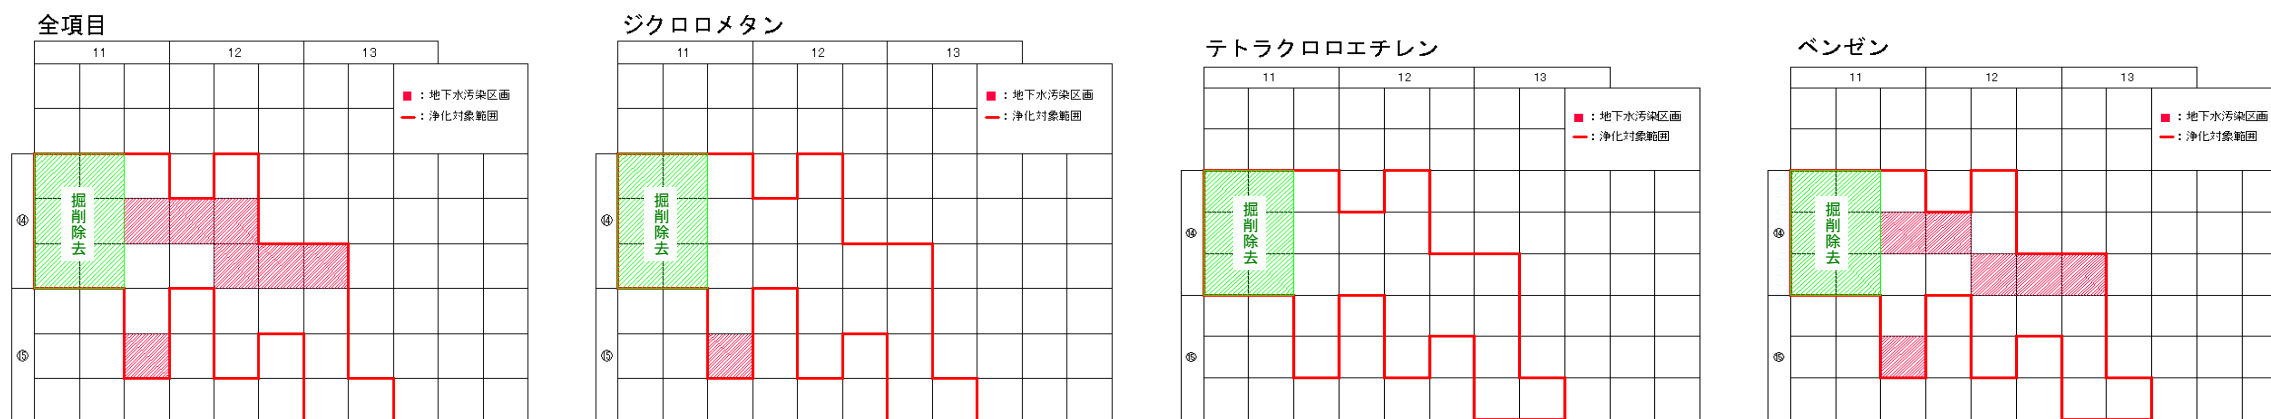 全項目
11 12 13
■：地下水汚染区画
━：浄化対象範囲
掘削除去
⑭
⑮
ジクロロメタン
11 12 13
■：地下水汚染区画
━：浄化対象範囲
掘削除去
⑭
⑮
テトラクロロエチレン
11 12 13
■：地下水汚染区画
━：浄化対象範囲
掘削除去
⑭
⑮
ベンゼン
11 12 13
■：地下水汚染区画
━：浄化対象範囲
掘削除去
⑭
⑮